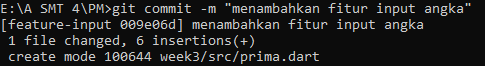 E:\A SMT 4\PM>git commit -m "menambahkan fitur input angka"
[feature-input 009e06d] menambahkan fitur input angka
 1 file changed, 6 insertions(+)
 create mode 100644 week3/src/prima.dart